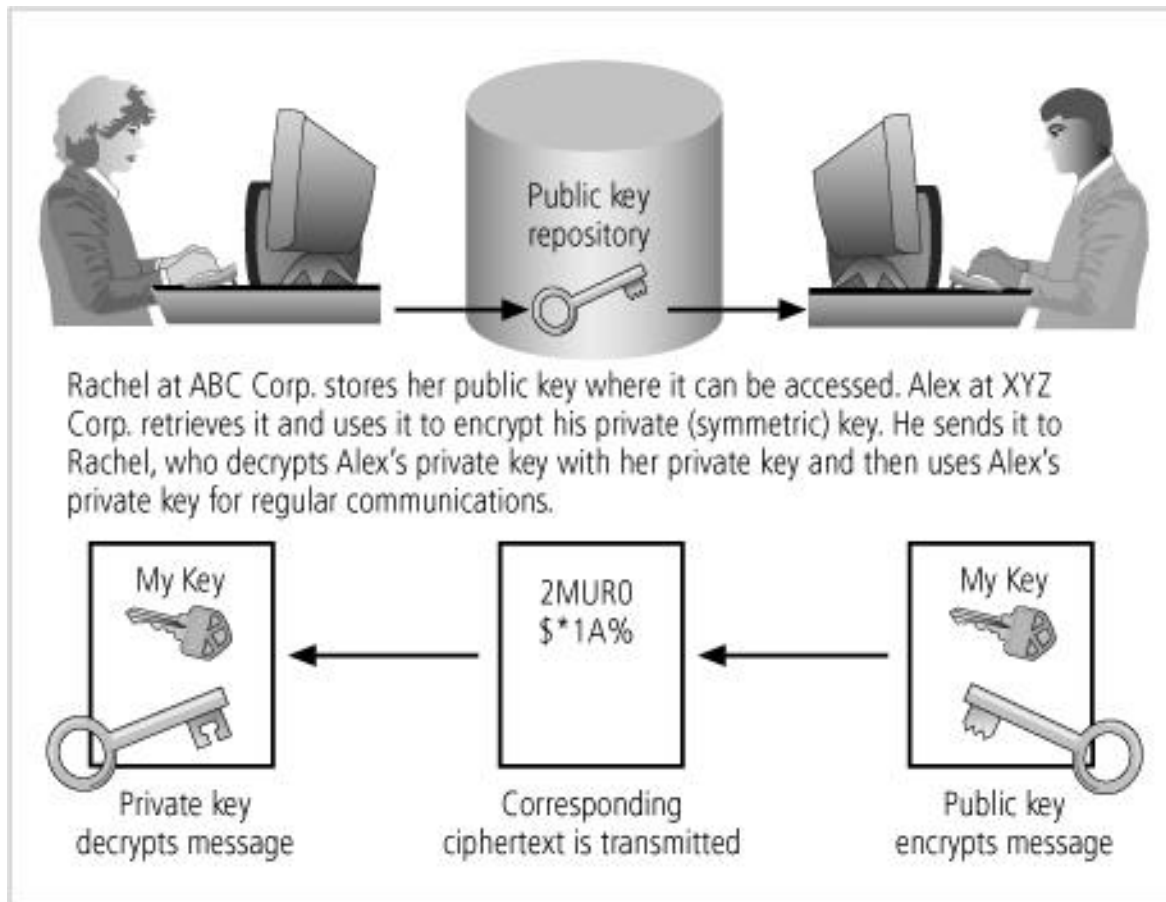 Public key
repository
Rachel at ABC Corp. stores her public key where it can be accessed. Alex at XYZ
Corp. retrieves it and uses it to encrypt his private (symmetric) key. He sends it to
Rachel, who decrypts Alex's private key with her private key and then uses Alex's
private key for regular communications.
My Key
2MUR0
$*1A%
My Key
Private key
decrypts message
Corresponding
ciphertext is transmitted
Public key
encrypts message